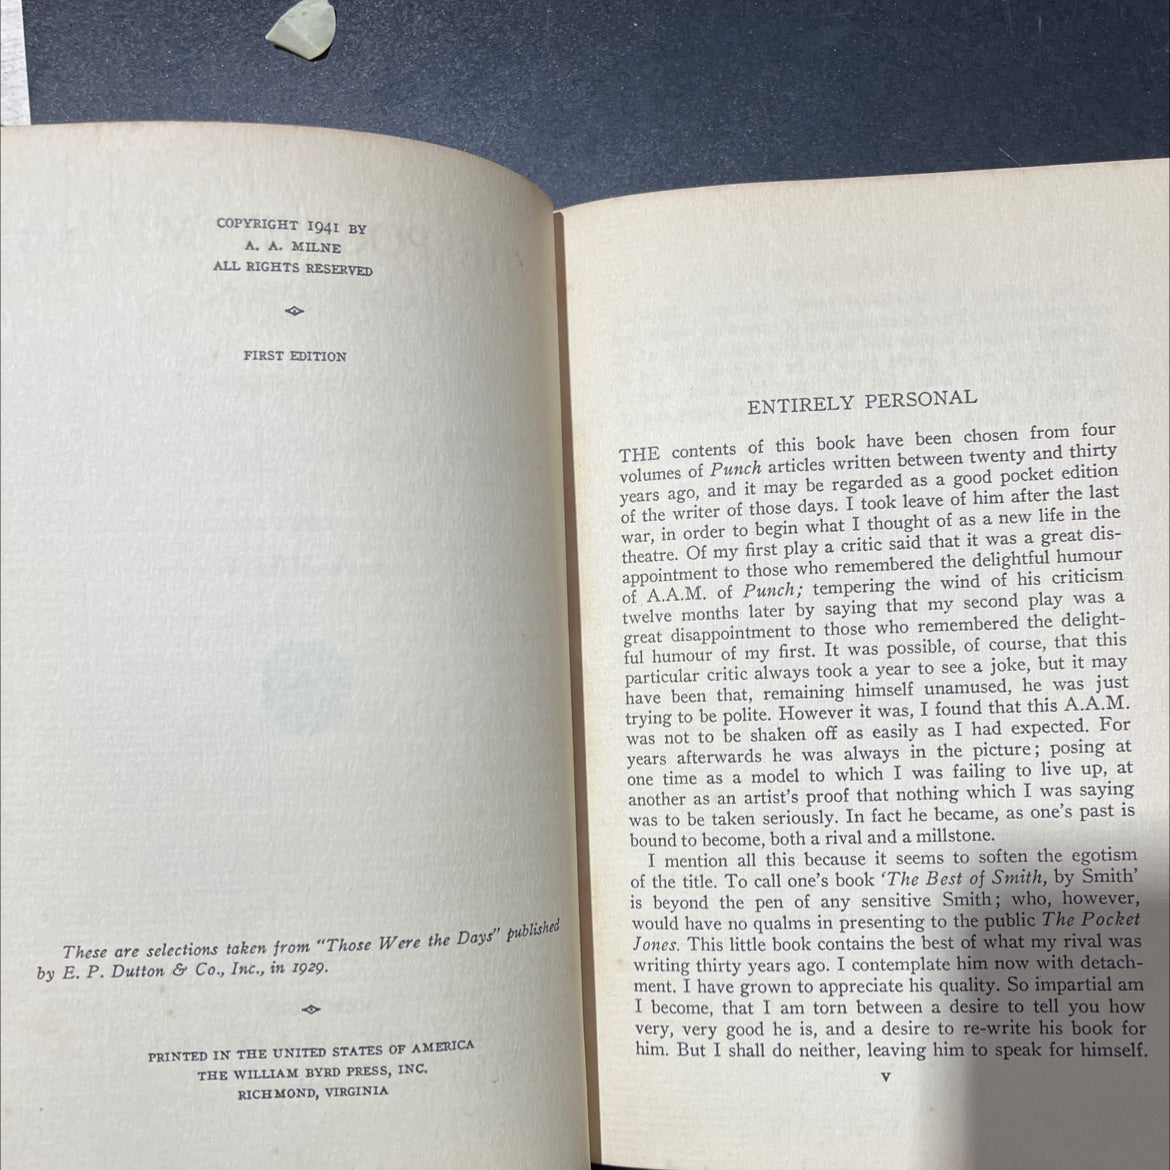 COPYRIGHT 1941 BY
A. A. MILNE
ALL RIGHTS RESERVED
FIRST EDITION
These are selections taken from "Those Were the Days" published
by E. P. Dutton & Co., Inc., in 1929.
PRINTED IN THE UNITED STATES OF AMERICA
THE WILLIAM BYRD PRESS, INC.
RICHMOND, VIRGINIA
ENTIRELY PERSONAL
THE contents of this book have been chosen from four
volumes of Punch articles written between twenty and thirty
years ago, and it may be regarded as a good pocket edition
of the writer of those days. I took leave of him after the last
war, in order to begin what I thought of as a new life in the
theatre. Of my first play a critic said that it was a great dis-
appointment to those who remembered the delightful humour
of A.A.M. of Punch; tempering the wind of his criticism
twelve months later by saying that my second play was a
great disappointment to those who remembered the delight-
ful humour of my first. It was possible, of course, that this
particular critic always took a year to see a joke, but it may
have been that, remaining himself unamused, he was just
trying to be polite. However it was, I found that this A.A.M.
was not to be shaken off as easily as I had expected. For
years afterwards he was always in the picture; posing at
one time as a model to which I was failing to live up, at
another as an artist's proof that nothing which I was saying
was to be taken seriously. In fact he became, as one's past is
bound to become, both a rival and a millstone.
I mention all this because it seems to soften the egotism
of the title. To call one's book 'The Best of Smith, by Smith'
is beyond the pen of any sensitive Smith; who, however,
would have no qualms in presenting to the public The Pocket
Jones. This little book contains the best of what my rival was
writing thirty years ago. I contemplate him now with detach-
ment. I have grown to appreciate his quality. So impartial am
I become, that I am torn between a desire to tell you how
very, very good he is, and a desire to re-write his book for
him. But I shall do neither, leaving him to speak for himself.
v